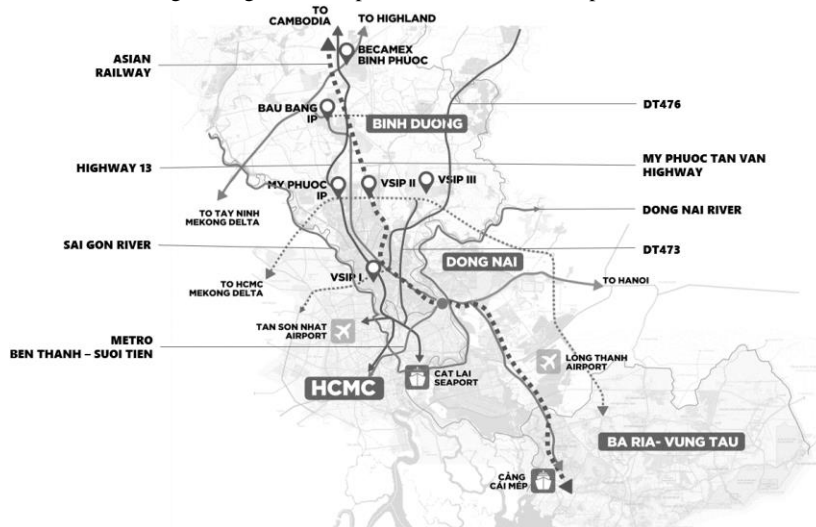 TO
CAMBODIA
TO HIGHLAND
ASIAN
RAILWAY
BECAMEX
BINH PHUOC
BAU BANG
IP
DT476
BINH DUONG
HIGHWAY 13
MY PHUOC TAN VAN
HIGHWAY
MY PHUOC
IP
VSIP II
VSIP III
TO TAY NINH
MEKONG DELTA
DONG NAI RIVER
SAI GON RIVER
DT473
DONG NAI
VSIP I
TO HCMC
MEKONG DELTA
TO HANOI
TAN SON NHAT
AIRPORT
METRO
BEN THANH – SUOI TIEN
LONG THANH
AIRPORT
HCMC
CAT LAI
SEAPORT
BA RIA- VUNG TAU
CẢNG
CÁI MÉP